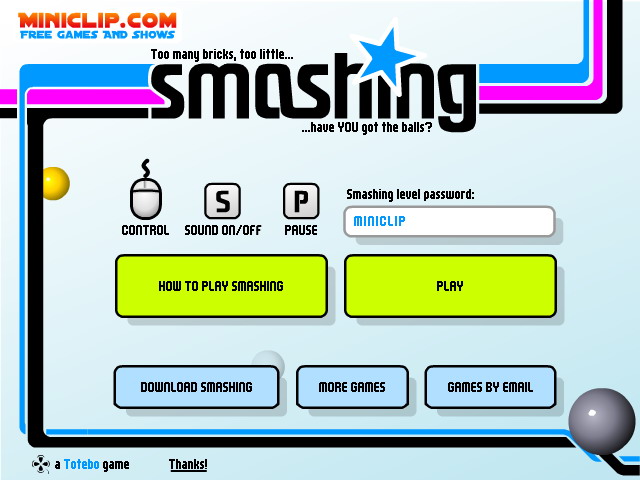 MINICLIP.COM
FREE GAMES AND SHOWS
Too many bricks, too little...
smashing
...have YOU got the balls?
S
P
CONTROL
SOUND ON/OFF
PAUSE
Smashing level password:
MINICLIP
HOW TO PLAY SMASHING
PLAY
DOWNLOAD SMASHING
MORE GAMES
GAMES BY EMAIL
a Totebo game
Thanks!